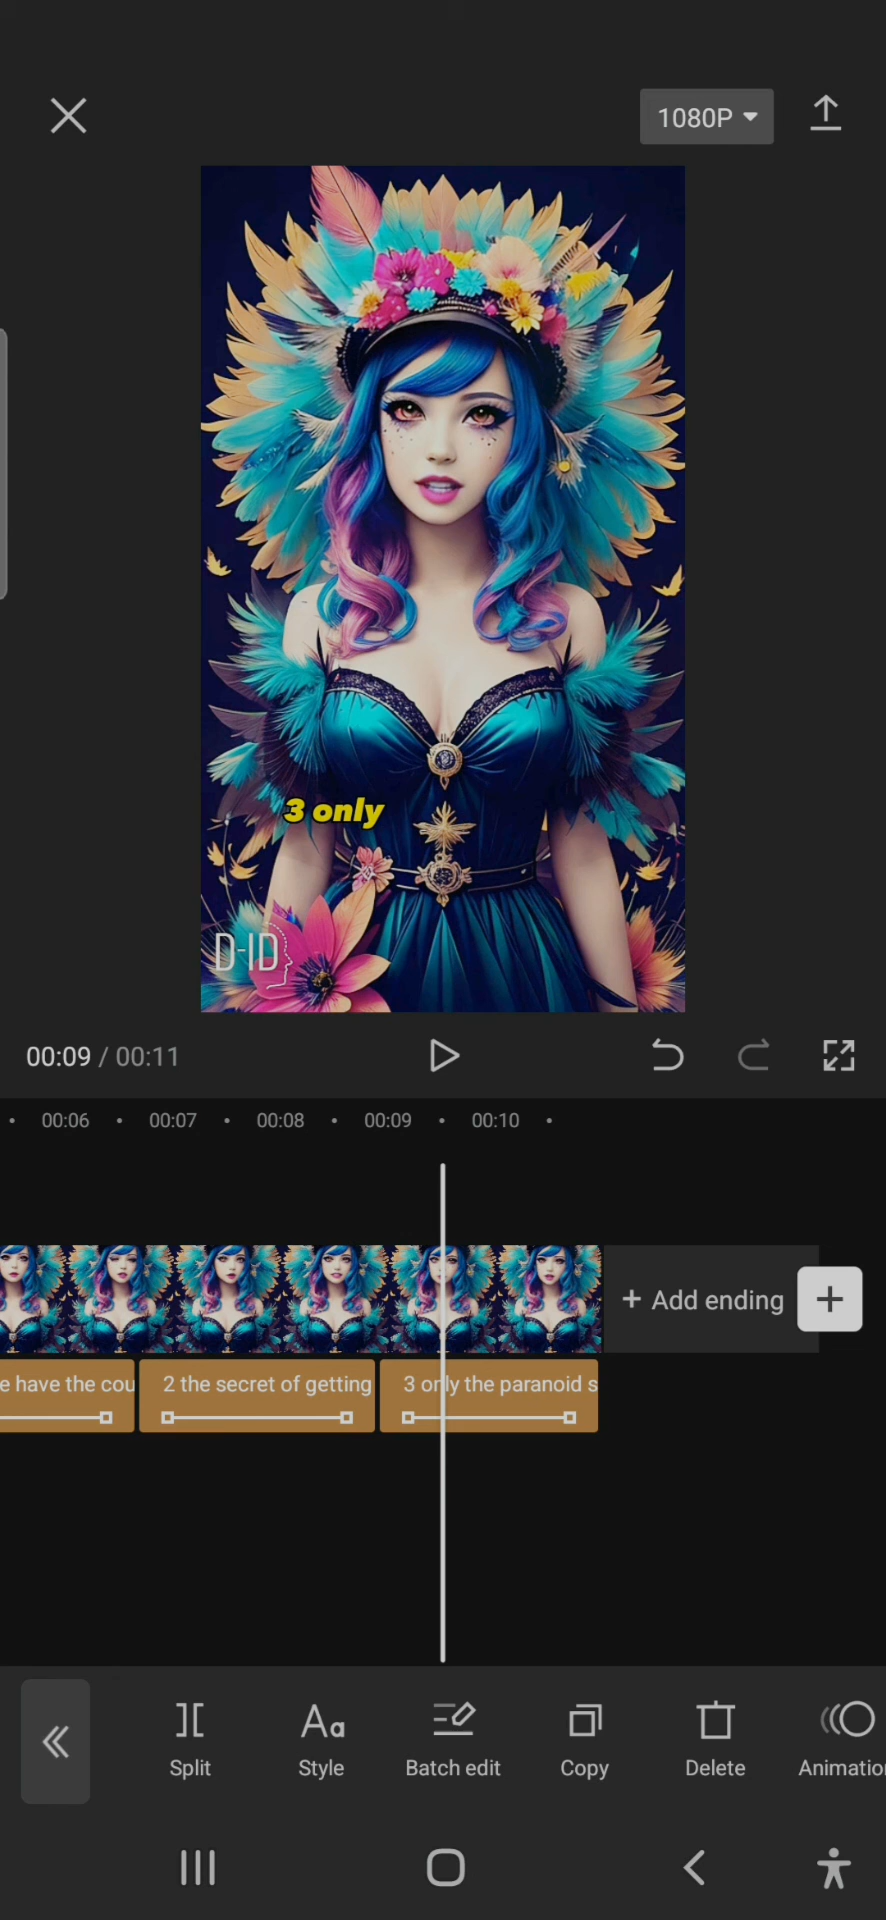 1080P
3 only
D-ID
00:09 / 00:11
00:06 00:07 00:08 00:09 00:10
+ Add ending +
e have the cou 2 the secret of getting 3 only the paranoid s
Split Style Batch edit Copy Delete Animatio